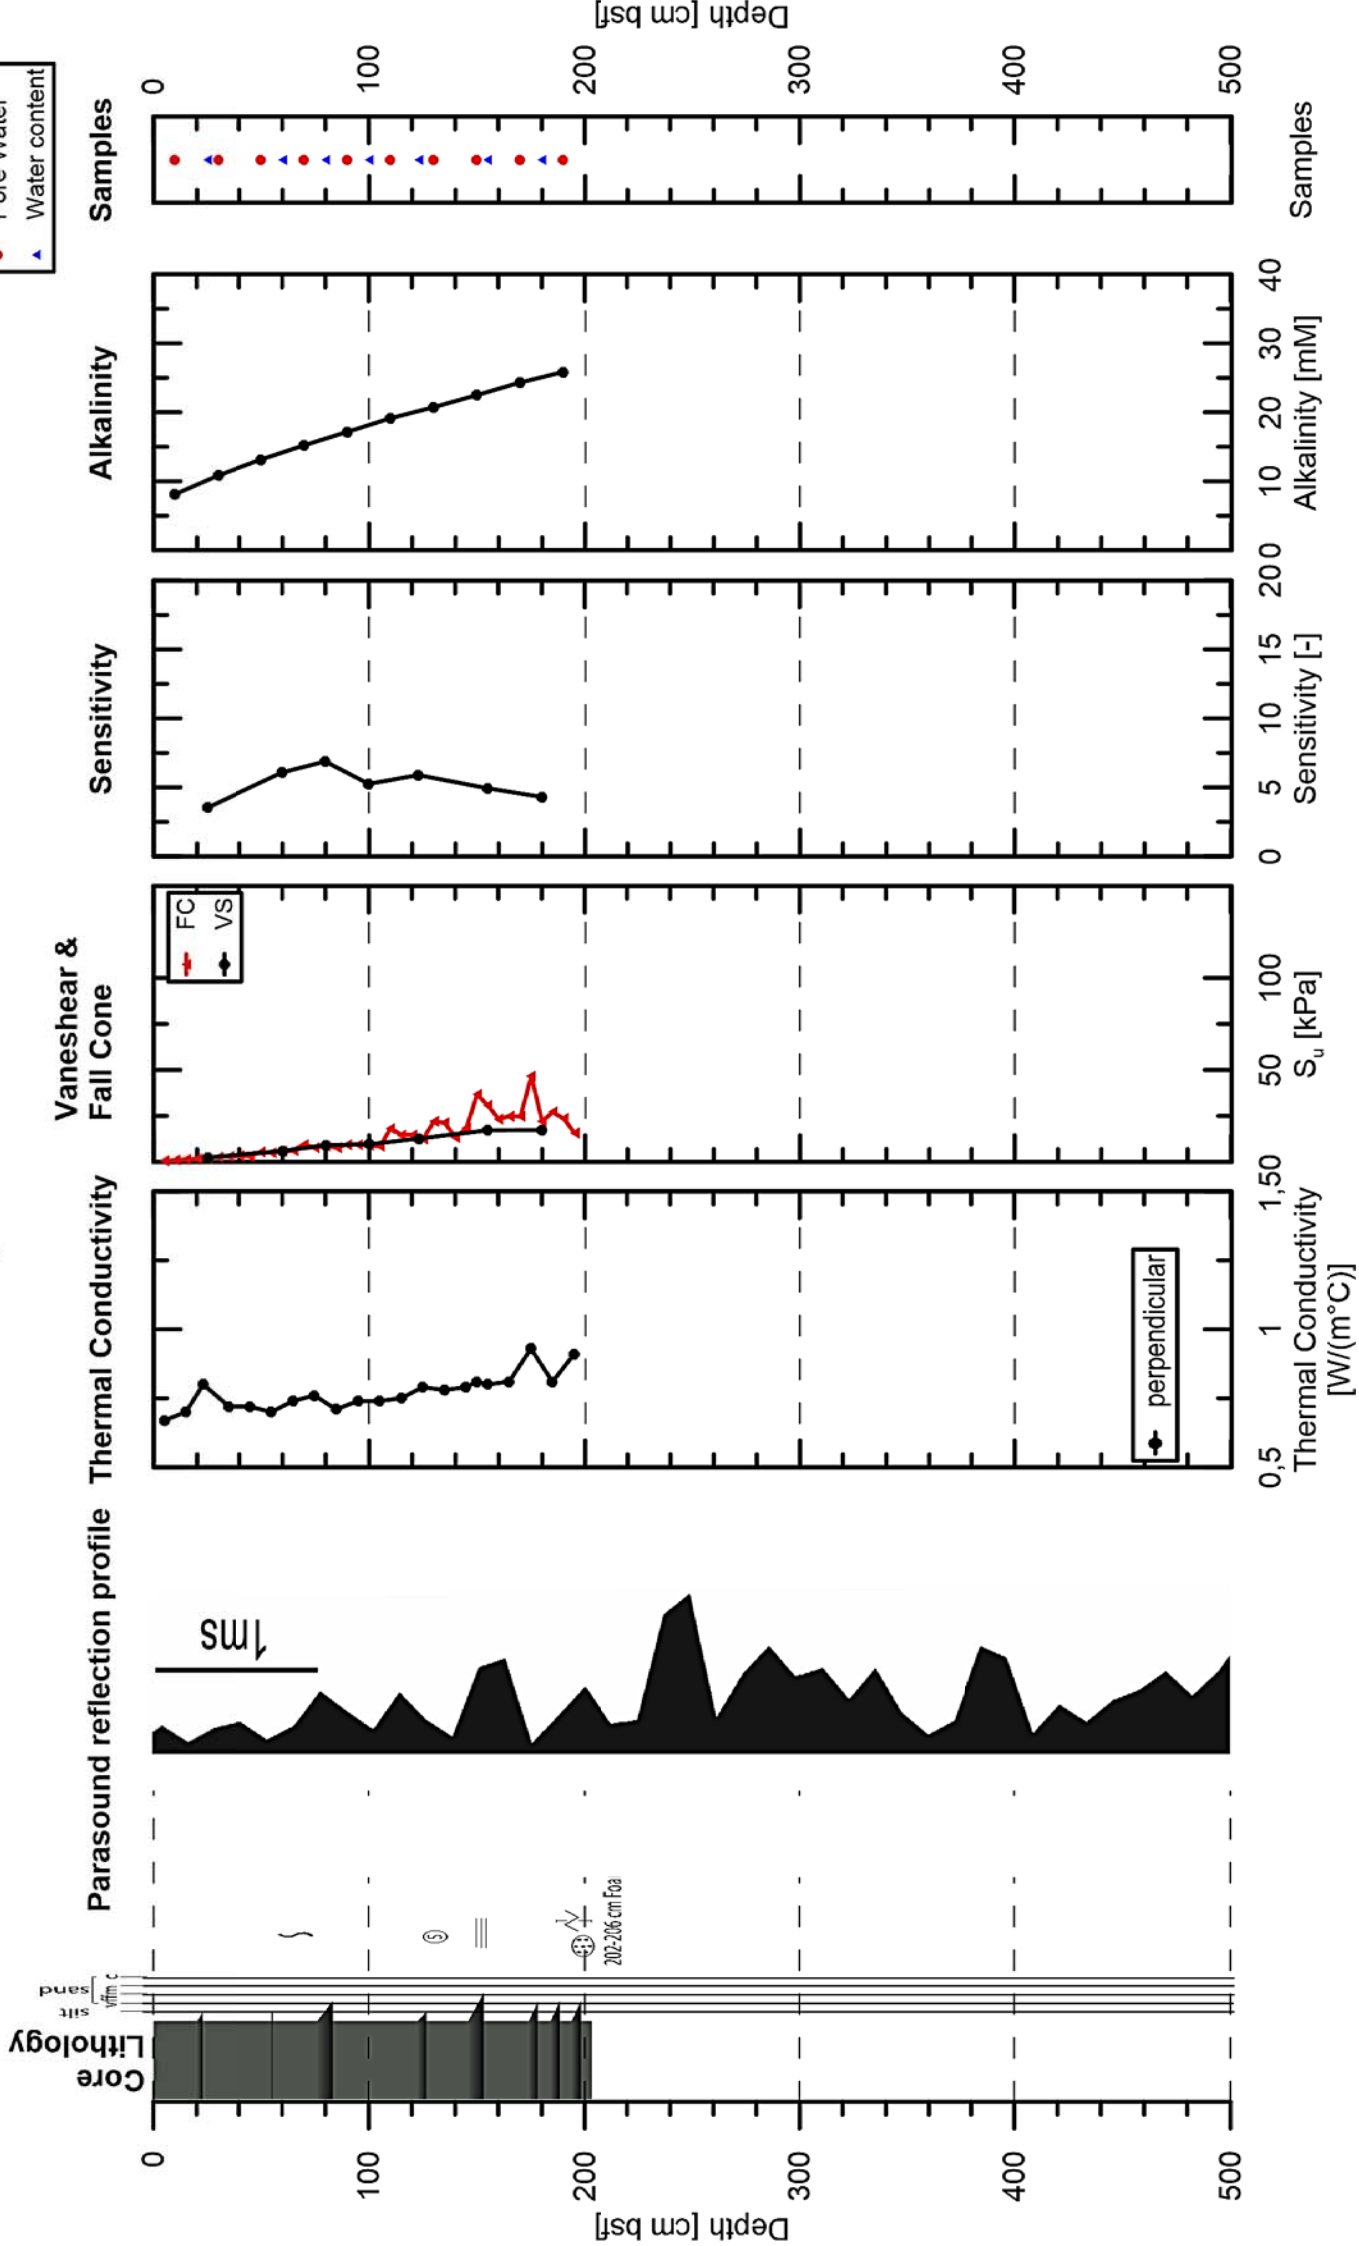 Pore Water
Water content
Core
Lithology
Parasound reflection profile
Thermal Conductivity
Vaneshear &
Fall Cone
Sensitivity
Alkalinity
Samples
silt
sand
vf f m c
1ms
FC
VS
perpendicular
202-206 cm Foa
S
Depth [cm bsf]
0
100
200
300
400
500
Depth [cm bsf]
0
100
200
300
400
500
0,5
1
1,5
Thermal Conductivity
[W/(m°C)]
0
50
100
Su [kPa]
0
5
10
15
20
Sensitivity [-]
0
10
20
30
40
Alkalinity [mM]
Samples